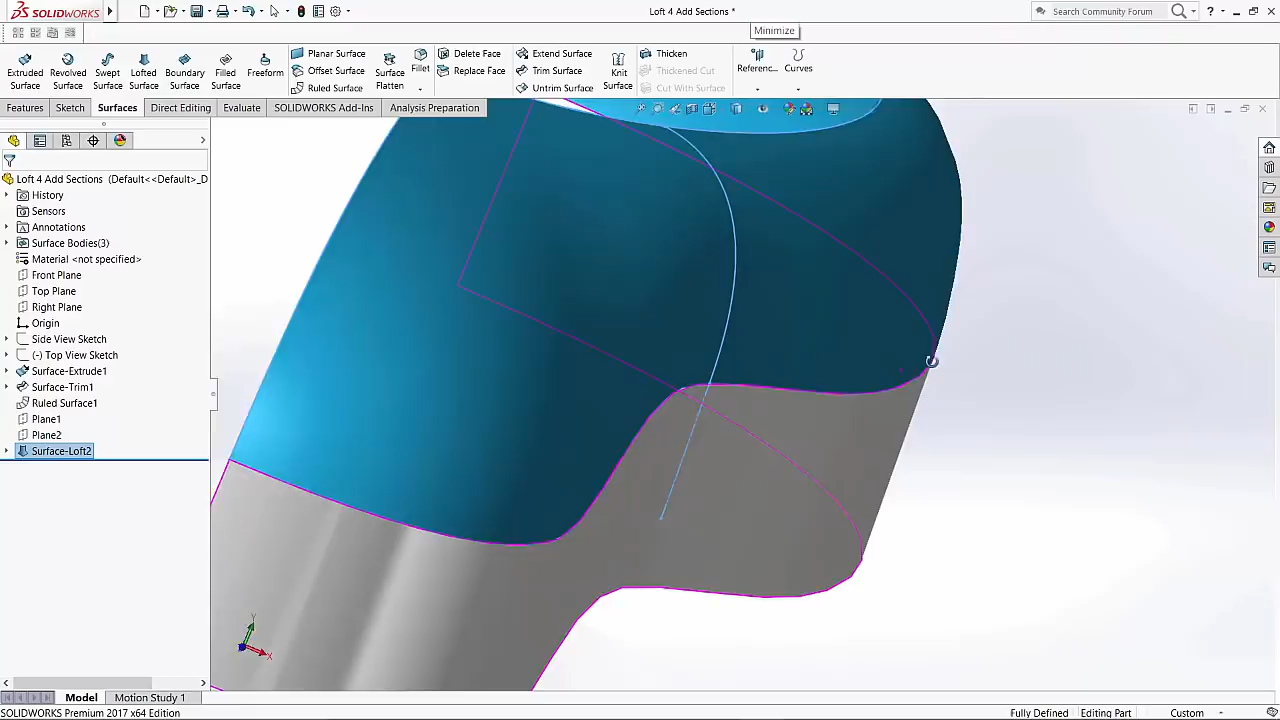 SOLIDWORKS
Loft 4 Add Sections *
Search Community Forum
?
Minimize
Extruded Surface
Revolved Surface
Swept Surface
Lofted Surface
Boundary Surface
Filled Surface
Freeform
Planar Surface
Offset Surface
Ruled Surface
Surface Flatten
Fillet
Delete Face
Replace Face
Extend Surface
Trim Surface
Untrim Surface
Knit Surface
Thicken
Thickened Cut
Cut With Surface
Referenc...
Curves
Features
Sketch
Surfaces
Direct Editing
Evaluate
SOLIDWORKS Add-Ins
Analysis Preparation
Loft 4 Add Sections (Default<<Default>_D
History
Sensors
Annotations
Surface Bodies(3)
Material <not specified>
Front Plane
Top Plane
Right Plane
Origin
Side View Sketch
(-) Top View Sketch
Surface-Extrude1
Surface-Trim1
Ruled Surface1
Plane1
Plane2
Surface-Loft2
Y
X
Model
Motion Study 1
SOLIDWORKS Premium 2017 x64 Edition
Fully Defined
Editing Part
Custom